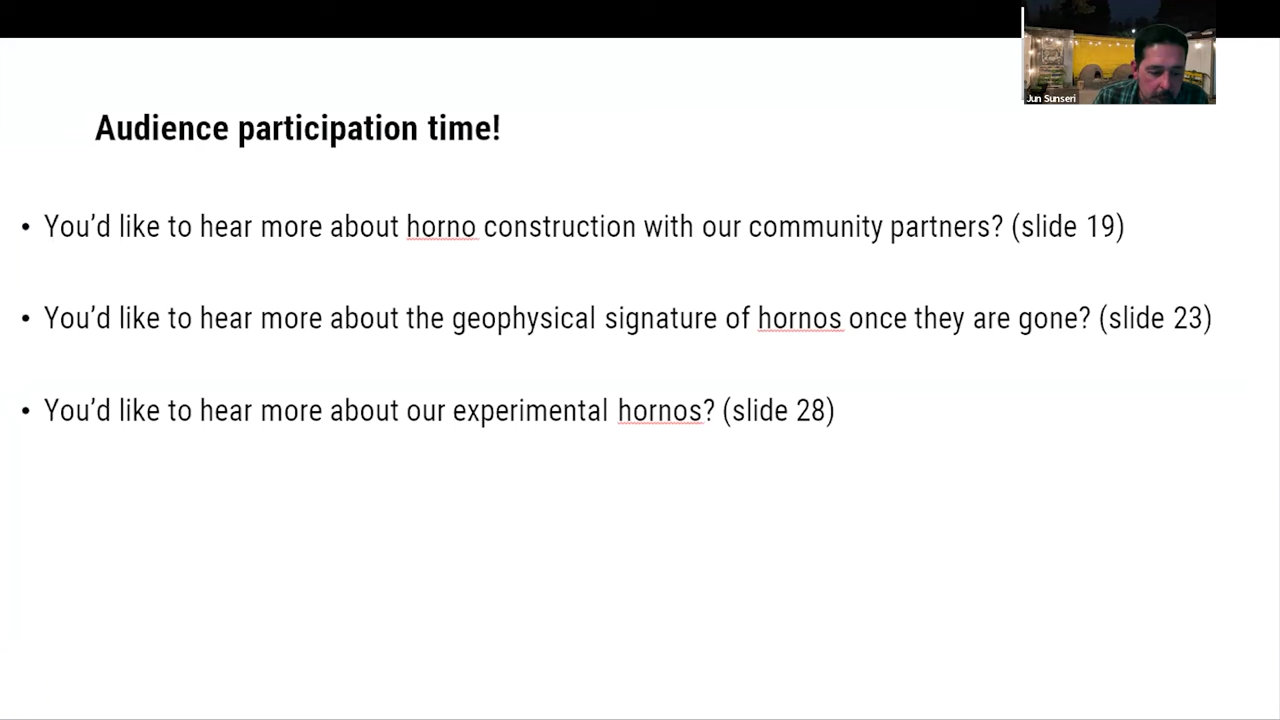 Jun Sunseri
Audience participation time!
• You’d like to hear more about horno construction with our community partners? (slide 19)
• You’d like to hear more about the geophysical signature of hornos once they are gone? (slide 23)
• You’d like to hear more about our experimental hornos? (slide 28)